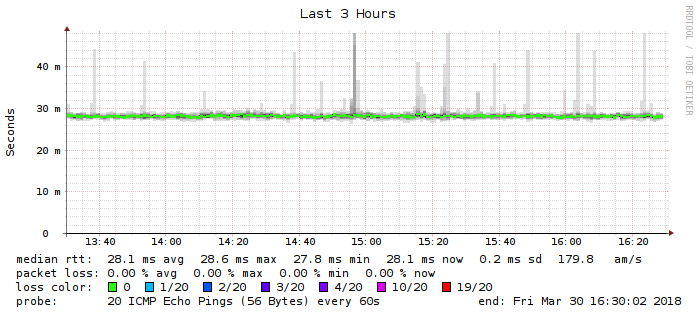 Last 3 Hours
RRDTOOL / TOBI OETIKER
Seconds
40 m
30 m
20 m
10 m
0
13:40 14:00 14:20 14:40 15:00 15:20 15:40 16:00 16:20
median rtt: 28.1 ms avg 28.6 ms max 27.8 ms min 28.1 ms now 0.2 ms sd 179.8 am/s
packet loss: 0.00 % avg 0.00 % max 0.00 % min 0.00 % now
loss color: 0 1/20 2/20 3/20 4/20 10/20 19/20
probe: 20 ICMP Echo Pings (56 Bytes) every 60s end: Fri Mar 30 16:30:02 2018